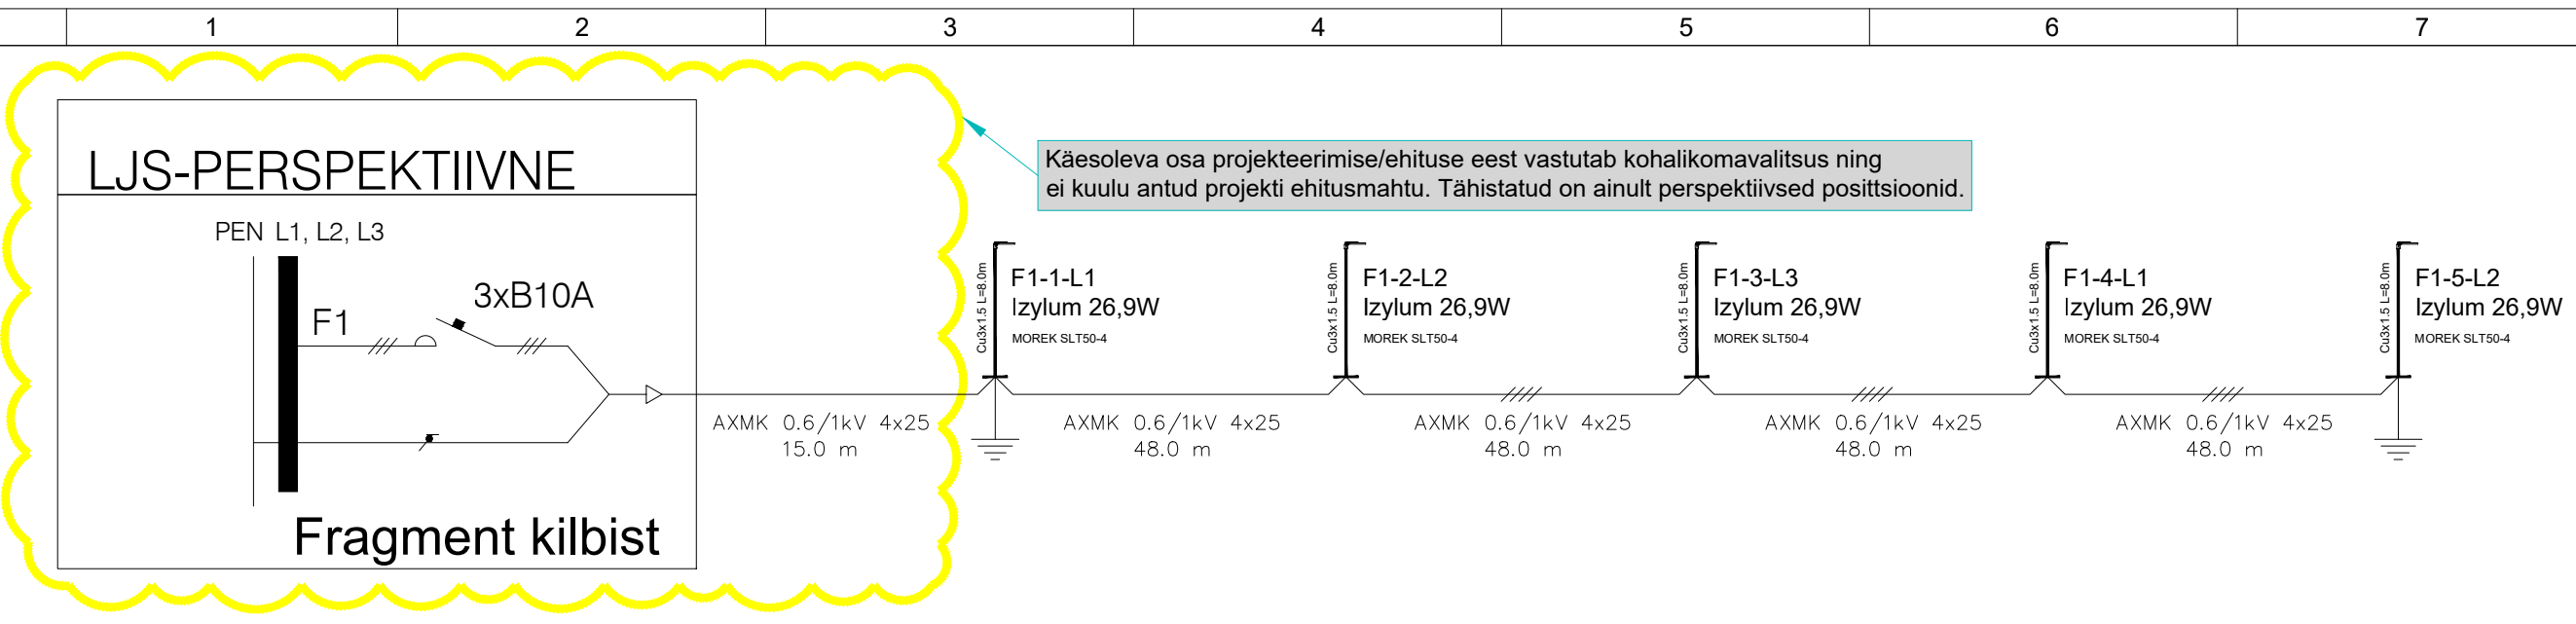 1 2 3 4 5 6 7
LJS-PERSPEKTIIVNE
PEN L1, L2, L3
F1
3xB10A
Fragment kilbist
Käesoleva osa projekteerimise/ehituse eest vastutab kohalikomavalitsus ning
ei kuulu antud projekti ehitusmahtu. Tähistatud on ainult perspektiivsed posittsioonid.
AXMK 0.6/1kV 4x25
15.0 m
Cu3x1.5 L=8.0m
F1-1-L1
Izylum 26,9W
MOREK SLT50-4
AXMK 0.6/1kV 4x25
48.0 m
Cu3x1.5 L=8.0m
F1-2-L2
Izylum 26,9W
MOREK SLT50-4
AXMK 0.6/1kV 4x25
48.0 m
Cu3x1.5 L=8.0m
F1-3-L3
Izylum 26,9W
MOREK SLT50-4
AXMK 0.6/1kV 4x25
48.0 m
Cu3x1.5 L=8.0m
F1-4-L1
Izylum 26,9W
MOREK SLT50-4
AXMK 0.6/1kV 4x25
48.0 m
Cu3x1.5 L=8.0m
F1-5-L2
Izylum 26,9W
MOREK SLT50-4